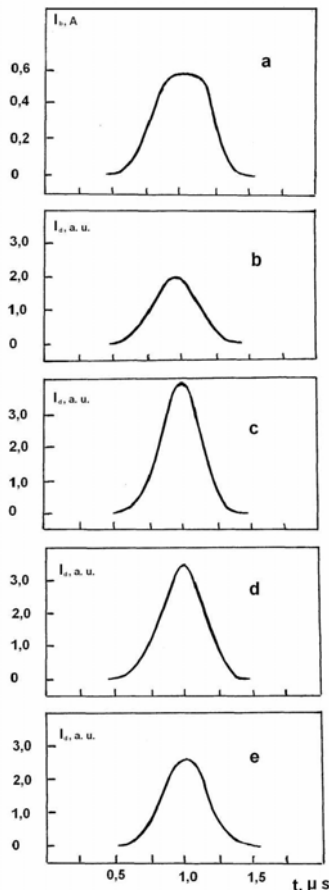 I_b, A
a
0,6
0,4
0,2
0
I_d, a. u.
b
3,0
2,0
1,0
0
I_d, a. u.
c
3,0
2,0
1,0
0
I_d, a. u.
d
3,0
2,0
1,0
0
I_d, a. u.
e
3,0
2,0
1,0
0
0,5 1,0 1,5
t, μ s